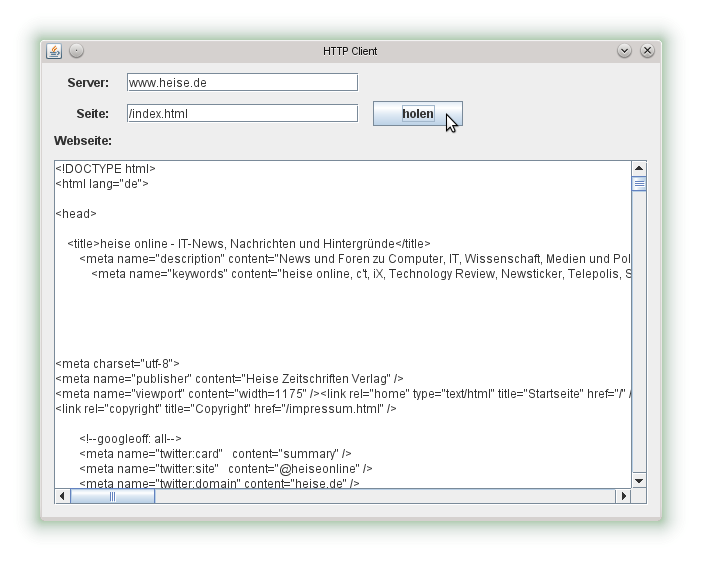 HTTP Client
Server: www.heise.de
Seite: /index.html holen
Webseite:
<!DOCTYPE html>
<html lang="de">
<head>
<title>heise online - IT-News, Nachrichten und Hintergründe</title>
<meta name="description" content="News und Foren zu Computer, IT, Wissenschaft, Medien und Pol
<meta name="keywords" content="heise online, c't, iX, Technology Review, Newsticker, Telepolis, S
<meta charset="utf-8">
<meta name="publisher" content="Heise Zeitschriften Verlag" />
<meta name="viewport" content="width=1175" /><link rel="home" type="text/html" title="Startseite" href="/" /
<link rel="copyright" title="Copyright" href="/impressum.html" />
<!--googleoff: all-->
<meta name="twitter:card"   content="summary" />
<meta name="twitter:site"   content="@heiseonline" />
<meta name="twitter:domain" content="heise.de" />